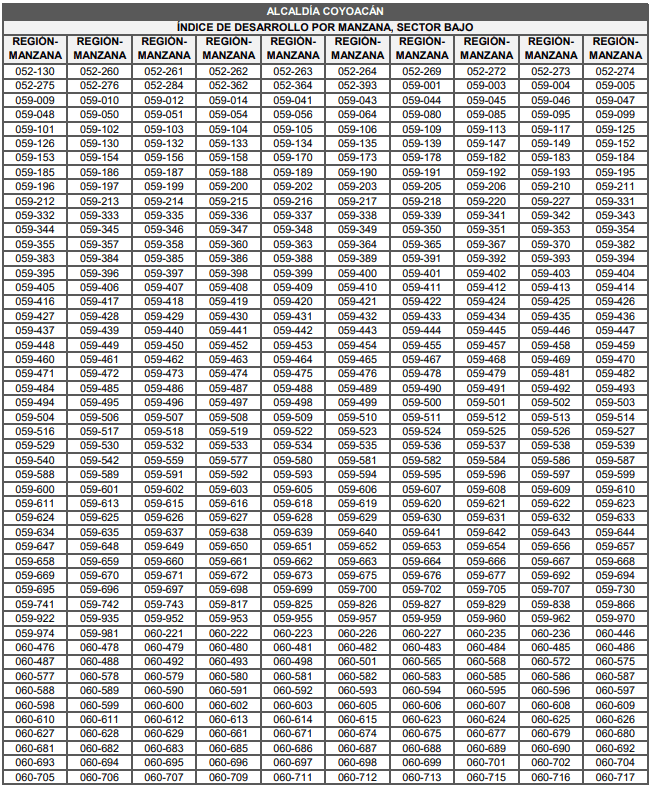 ALCALDÍA COYOACÁN
ÍNDICE DE DESARROLLO POR MANZANA, SECTOR BAJO
REGIÓN- REGIÓN- REGIÓN- REGIÓN- REGIÓN- REGIÓN- REGIÓN- REGIÓN- REGIÓN- REGIÓN-
MANZANA MANZANA MANZANA MANZANA MANZANA MANZANA MANZANA MANZANA MANZANA MANZANA
052-130 052-260 052-261 052-262 052-263 052-264 052-269 052-272 052-273 052-274
052-275 052-276 052-284 052-362 052-364 052-393 059-001 059-003 059-004 059-005
059-009 059-010 059-012 059-014 059-041 059-043 059-044 059-045 059-046 059-047
059-048 059-050 059-051 059-054 059-056 059-064 059-080 059-085 059-095 059-099
059-101 059-102 059-103 059-104 059-105 059-106 059-109 059-113 059-117 059-125
059-126 059-130 059-132 059-133 059-134 059-135 059-139 059-147 059-149 059-152
059-153 059-154 059-156 059-158 059-170 059-173 059-178 059-182 059-183 059-184
059-185 059-186 059-187 059-188 059-189 059-190 059-191 059-192 059-193 059-195
059-196 059-197 059-199 059-200 059-202 059-203 059-205 059-206 059-210 059-211
059-212 059-213 059-214 059-215 059-216 059-217 059-218 059-220 059-227 059-331
059-332 059-333 059-335 059-336 059-337 059-338 059-339 059-341 059-342 059-343
059-344 059-345 059-346 059-347 059-348 059-349 059-350 059-351 059-353 059-354
059-355 059-357 059-358 059-360 059-363 059-364 059-365 059-367 059-370 059-382
059-383 059-384 059-385 059-386 059-388 059-389 059-391 059-392 059-393 059-394
059-395 059-396 059-397 059-398 059-399 059-400 059-401 059-402 059-403 059-404
059-405 059-406 059-407 059-408 059-409 059-410 059-411 059-412 059-413 059-414
059-416 059-417 059-418 059-419 059-420 059-421 059-422 059-424 059-425 059-426
059-427 059-428 059-429 059-430 059-431 059-432 059-433 059-434 059-435 059-436
059-437 059-439 059-440 059-441 059-442 059-443 059-444 059-445 059-446 059-447
059-448 059-449 059-450 059-452 059-453 059-454 059-455 059-457 059-458 059-459
059-460 059-461 059-462 059-463 059-464 059-465 059-467 059-468 059-469 059-470
059-471 059-472 059-473 059-474 059-475 059-476 059-478 059-479 059-481 059-482
059-484 059-485 059-486 059-487 059-488 059-489 059-490 059-491 059-492 059-493
059-494 059-495 059-496 059-497 059-498 059-499 059-500 059-501 059-502 059-503
059-504 059-506 059-507 059-508 059-509 059-510 059-511 059-512 059-513 059-514
059-516 059-517 059-518 059-519 059-522 059-523 059-524 059-525 059-526 059-527
059-529 059-530 059-532 059-533 059-534 059-535 059-536 059-537 059-538 059-539
059-540 059-542 059-559 059-577 059-580 059-581 059-582 059-584 059-586 059-587
059-588 059-589 059-591 059-592 059-593 059-594 059-595 059-596 059-597 059-599
059-600 059-601 059-602 059-603 059-605 059-606 059-607 059-608 059-609 059-610
059-611 059-613 059-615 059-616 059-618 059-619 059-620 059-621 059-622 059-623
059-624 059-625 059-626 059-627 059-628 059-629 059-630 059-631 059-632 059-633
059-634 059-635 059-637 059-638 059-639 059-640 059-641 059-642 059-643 059-644
059-647 059-648 059-649 059-650 059-651 059-652 059-653 059-654 059-656 059-657
059-658 059-659 059-660 059-661 059-662 059-663 059-664 059-666 059-667 059-668
059-669 059-670 059-671 059-672 059-673 059-675 059-676 059-677 059-692 059-694
059-695 059-696 059-697 059-698 059-699 059-700 059-702 059-705 059-707 059-730
059-741 059-742 059-743 059-817 059-825 059-826 059-827 059-829 059-838 059-866
059-922 059-935 059-952 059-953 059-955 059-957 059-959 059-960 059-962 059-970
059-974 059-981 060-221 060-222 060-223 060-226 060-227 060-235 060-236 060-446
060-476 060-478 060-479 060-480 060-481 060-482 060-483 060-484 060-485 060-486
060-487 060-488 060-492 060-493 060-498 060-501 060-565 060-568 060-572 060-575
060-577 060-578 060-579 060-580 060-581 060-582 060-583 060-585 060-586 060-587
060-588 060-589 060-590 060-591 060-592 060-593 060-594 060-595 060-596 060-597
060-598 060-599 060-600 060-602 060-603 060-605 060-606 060-607 060-608 060-609
060-610 060-611 060-612 060-613 060-614 060-615 060-623 060-624 060-625 060-626
060-627 060-628 060-629 060-661 060-671 060-674 060-675 060-677 060-679 060-680
060-681 060-682 060-683 060-685 060-686 060-687 060-688 060-689 060-690 060-692
060-693 060-694 060-695 060-696 060-697 060-698 060-699 060-701 060-702 060-704
060-705 060-706 060-707 060-709 060-711 060-712 060-713 060-715 060-716 060-717